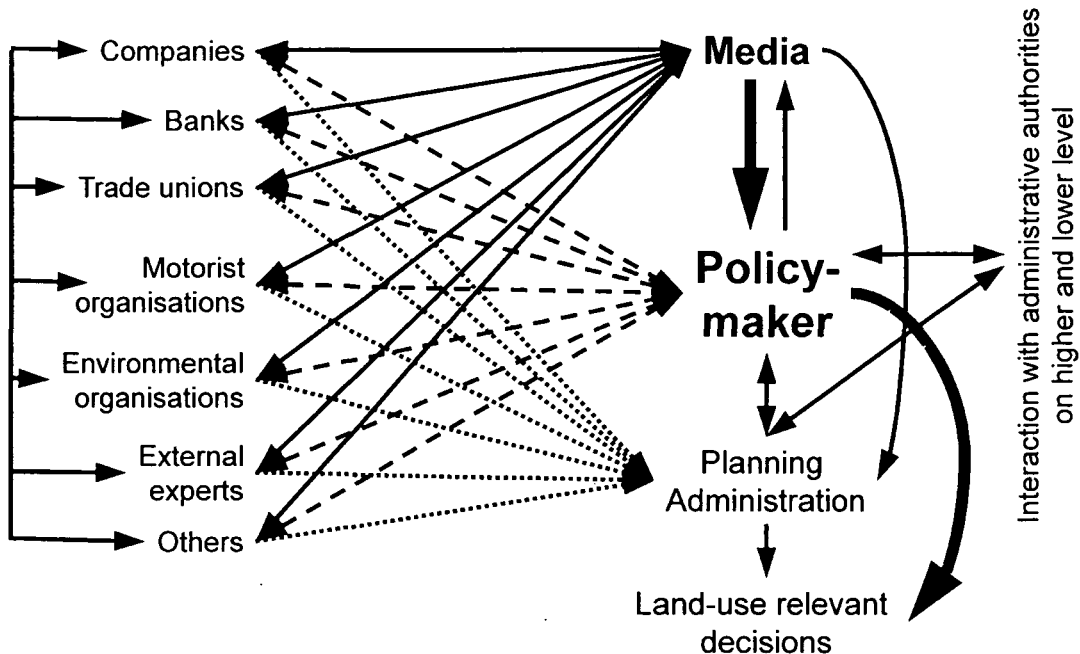 Companies
Banks
Trade unions
Motorist
organisations
Environmental
organisations
External
experts
Others
Media
Policy-
maker
Planning
Administration
Land-use relevant
decisions
Interaction with administrative authorities
on higher and lower level